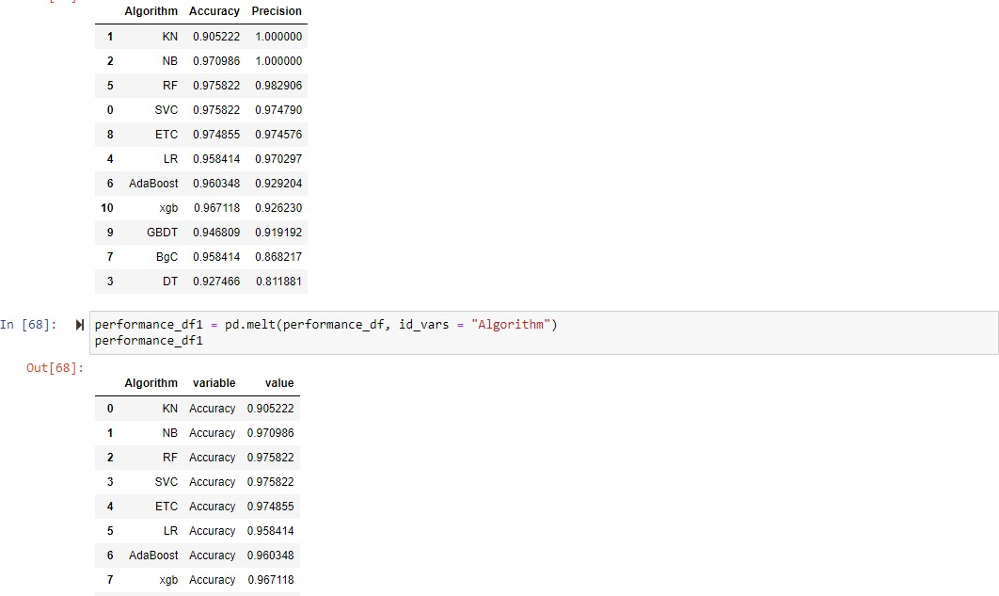 Algorithm Accuracy Precision
1 KN 0.905222 1.000000
2 NB 0.970986 1.000000
5 RF 0.975822 0.982906
0 SVC 0.975822 0.974790
8 ETC 0.974855 0.974576
4 LR 0.958414 0.970297
6 AdaBoost 0.960348 0.929204
10 xgb 0.967118 0.926230
9 GBDT 0.946809 0.919192
7 BgC 0.958414 0.868217
3 DT 0.927466 0.811881
In [68]: performance_df1 = pd.melt(performance_df, id_vars = "Algorithm")
performance_df1
Out[68]:
Algorithm variable value
0 KN Accuracy 0.905222
1 NB Accuracy 0.970986
2 RF Accuracy 0.975822
3 SVC Accuracy 0.975822
4 ETC Accuracy 0.974855
5 LR Accuracy 0.958414
6 AdaBoost Accuracy 0.960348
7 xgb Accuracy 0.967118